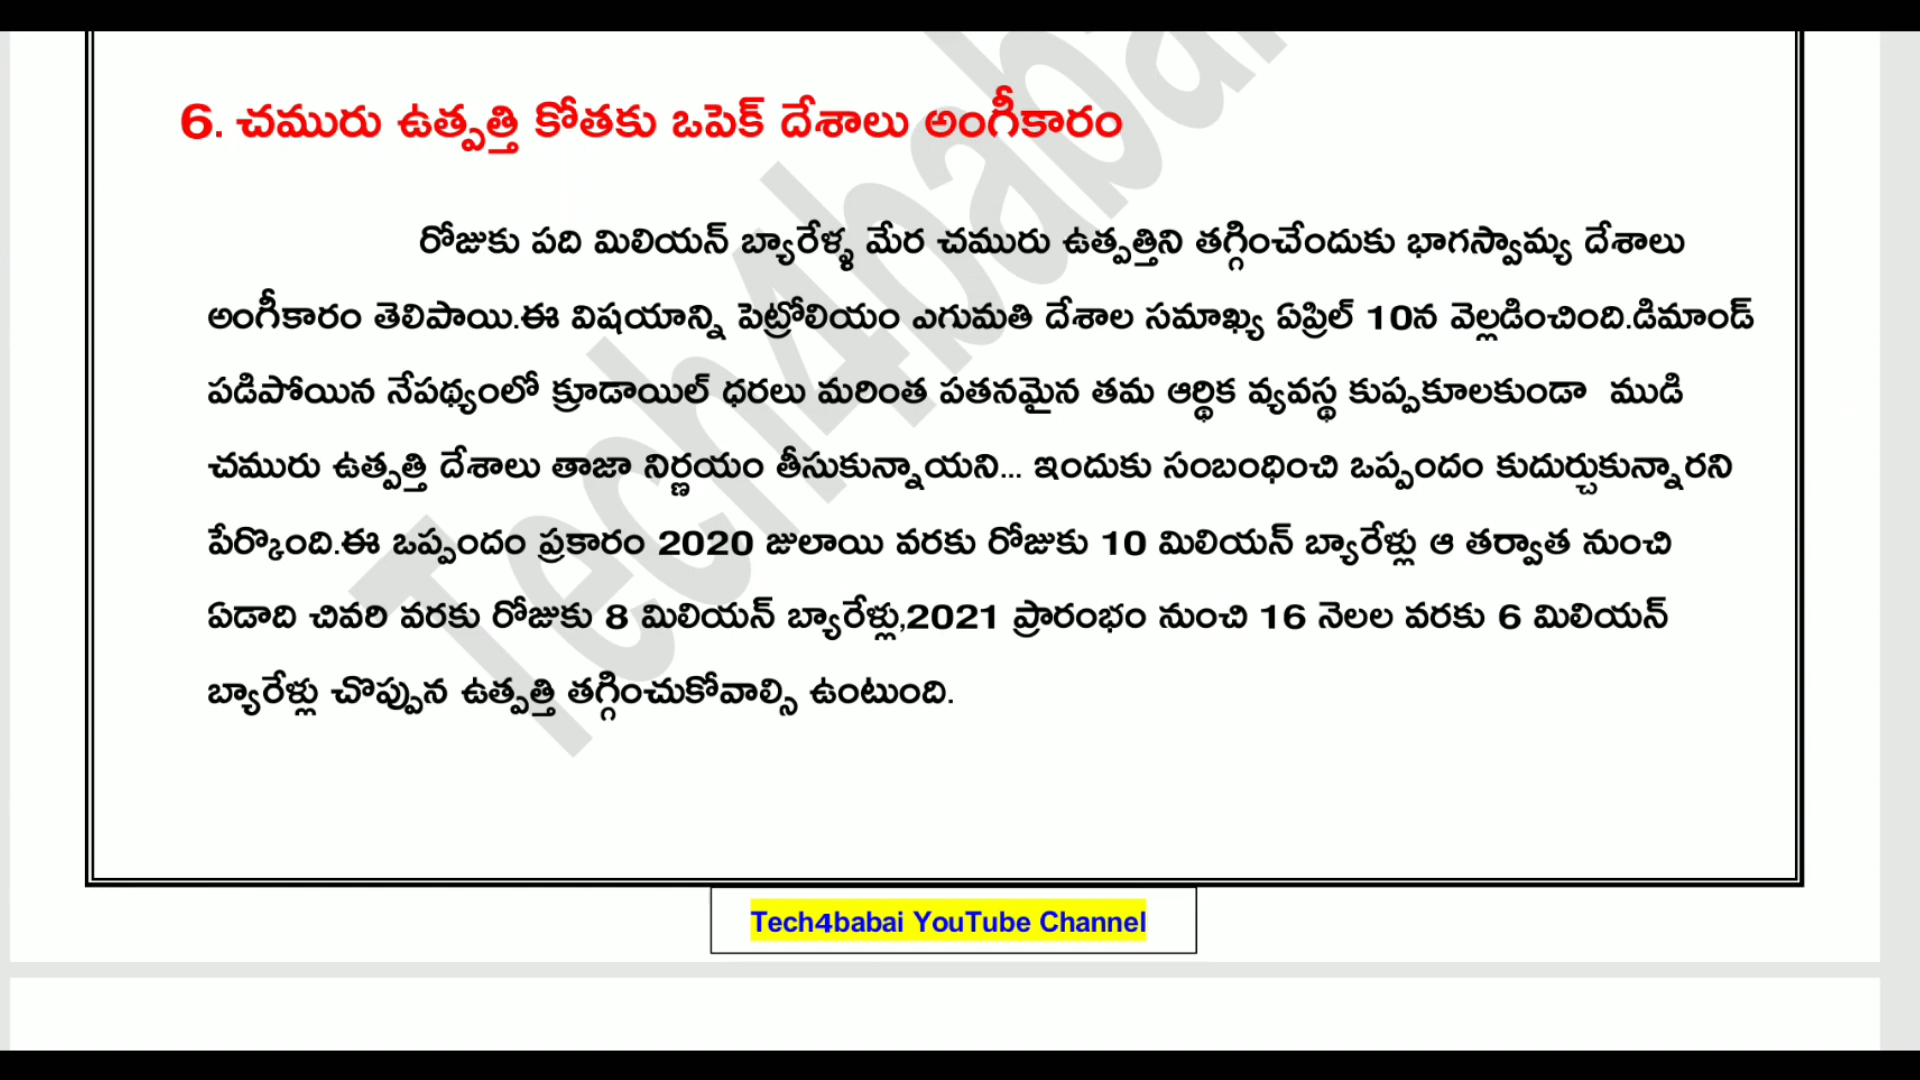 6. చమురు ఉత్పత్తి కోతకు ఒపెక్ దేశాలు అంగీకారం
రోజుకు పది మిలియన్ బ్యారేళ్ళ మేర చమురు ఉత్పత్తిని తగ్గించేందుకు భాగస్వామ్య దేశాలు
అంగీకారం తెలిపాయి.ఈ విషయాన్ని పెట్రోలియం ఎగుమతి దేశాల సమాఖ్య ఏప్రిల్ 10న వెల్లడించింది.డిమాండ్
పడిపోయిన నేపథ్యంలో క్రూడాయిల్ ధరలు మరింత పతనమైన తమ ఆర్థిక వ్యవస్థ కుప్పకూలకుండా ముడి
చమురు ఉత్పత్తి దేశాలు తాజా నిర్ణయం తీసుకున్నాయని... ఇందుకు సంబంధించి ఒప్పందం కుదుర్చుకున్నారని
పేర్కొంది.ఈ ఒప్పందం ప్రకారం 2020 జులాయి వరకు రోజుకు 10 మిలియన్ బ్యారేళ్లు ఆ తర్వాత నుంచి
ఏడాది చివరి వరకు రోజుకు 8 మిలియన్ బ్యారేళ్లు,2021 ప్రారంభం నుంచి 16 నెలల వరకు 6 మిలియన్
బ్యారేళ్లు చొప్పున ఉత్పత్తి తగ్గించుకోవాల్సి ఉంటుంది.
Tech4baba
Tech4babai YouTube Channel